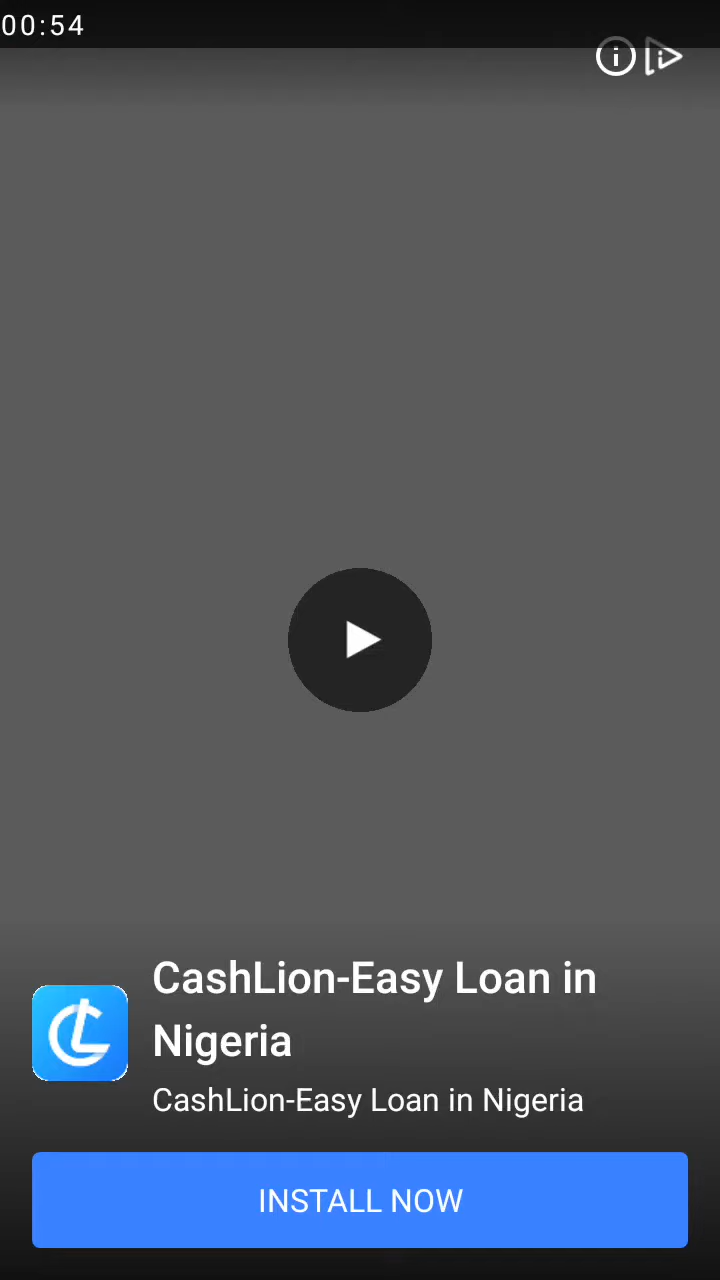 00:54
CashLion-Easy Loan in
Nigeria
CashLion-Easy Loan in Nigeria
INSTALL NOW